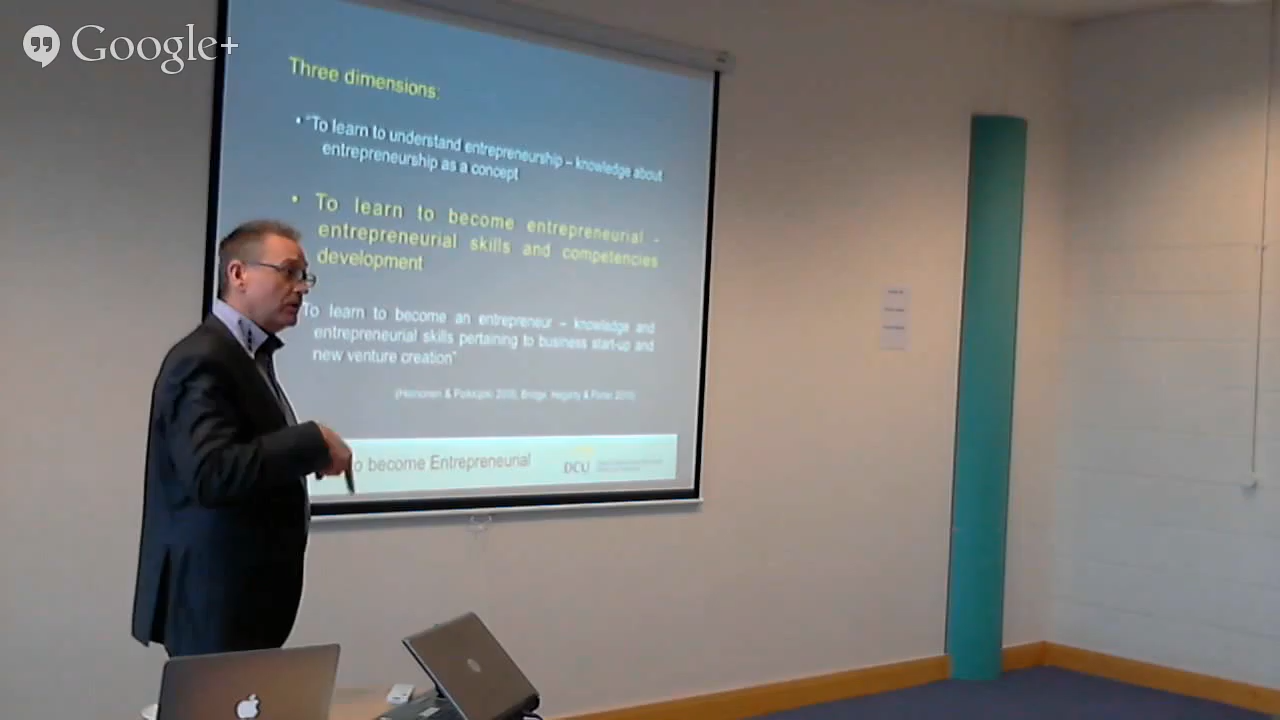 Google+
Three dimensions:
• "To learn to understand entrepreneurship – knowledge about
entrepreneurship as a concept
• To learn to become entrepreneurial -
entrepreneurial skills and competencies
development
To learn to become an entrepreneur – knowledge and
entrepreneurial skills pertaining to business start-up and
new venture creation"
o become Entrepreneurial
DCU